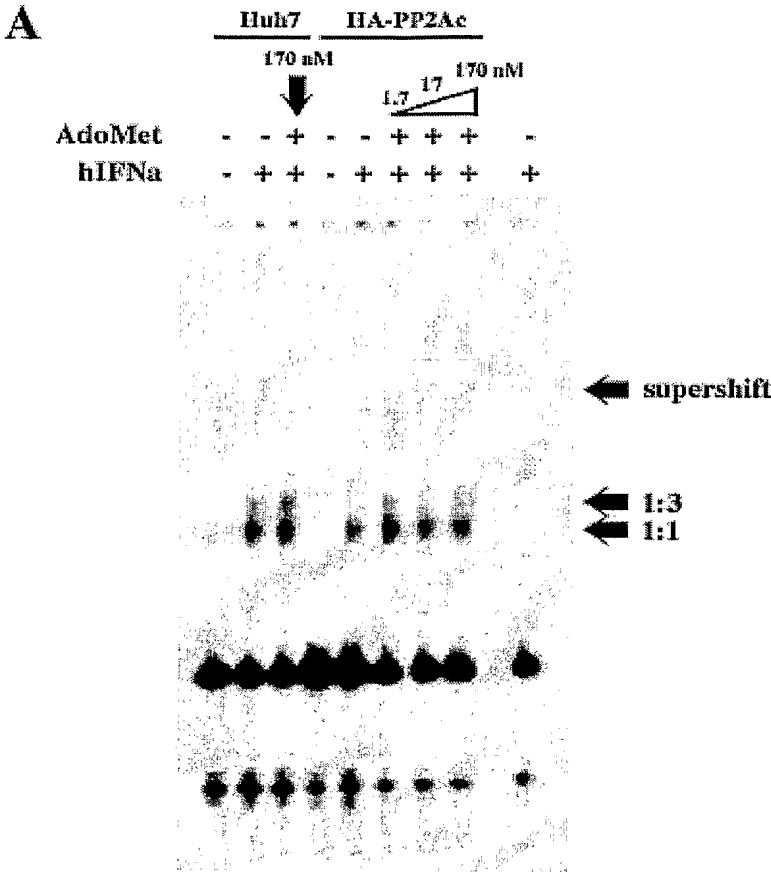 A
Huh7 HA-PP2Ac
170 nM 1.7 17 170 nM
AdoMet - - + - - + + + -
hIFNa - + + - + + + + +
supershift
1:3
1:1